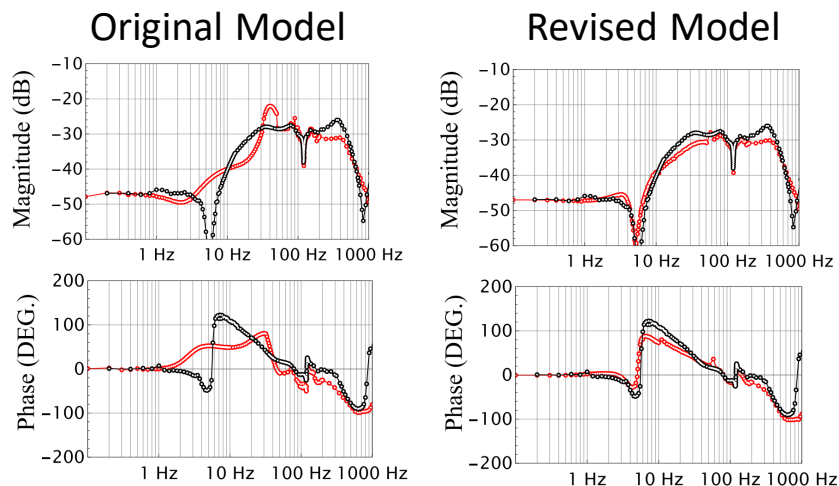 Original Model
Revised Model
Magnitude (dB)
−10
−20
−30
−40
−50
−60
1 Hz
10 Hz
100 Hz
1000 Hz
Magnitude (dB)
−10
−20
−30
−40
−50
−60
1 Hz
10 Hz
100 Hz
1000 Hz
Phase (DEG.)
200
100
0
−100
−200
1 Hz
10 Hz
100 Hz
1000 Hz
Phase (DEG.)
200
100
0
−100
−200
1 Hz
10 Hz
100 Hz
1000 Hz